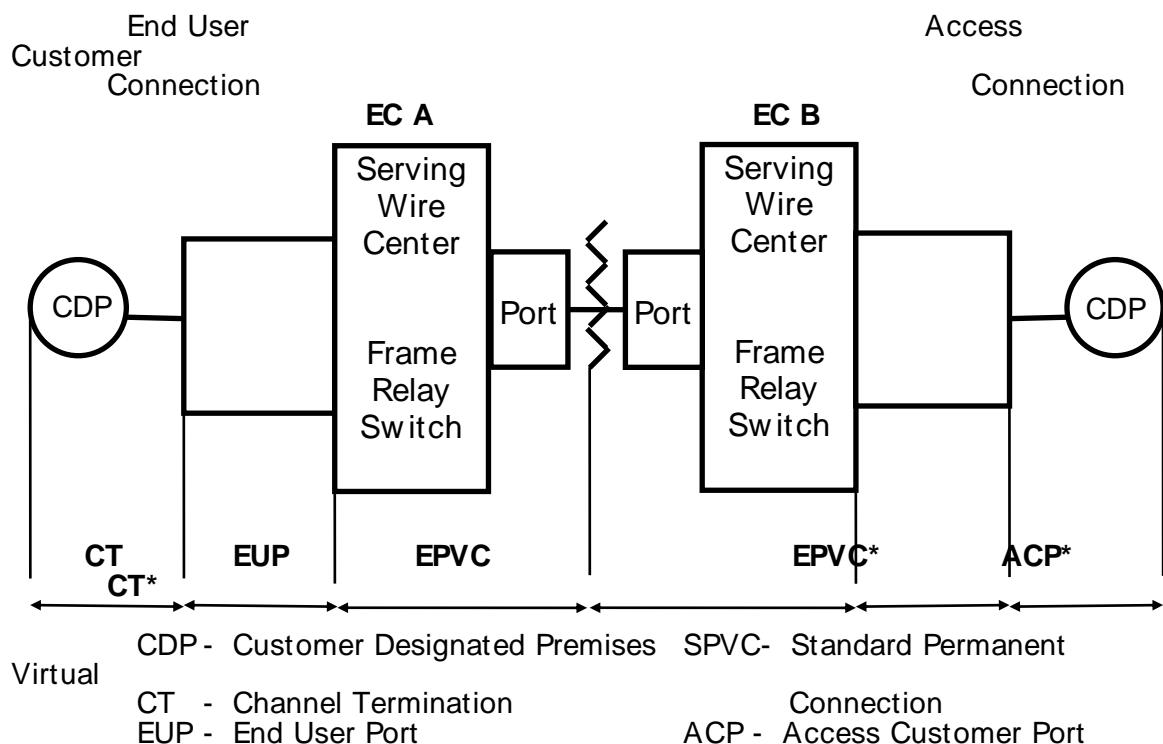 End User Access
Customer
Connection Connection
EC A EC B
Serving Wire Center
Serving Wire Center
CDP
Port
Port
CDP
Frame Relay Switch
Frame Relay Switch
CT EUP EPVC EPVC* ACP*
CT*
CDP - Customer Designated Premises SPVC- Standard Permanent
Virtual
CT - Channel Termination Connection
EUP - End User Port ACP - Access Customer Port